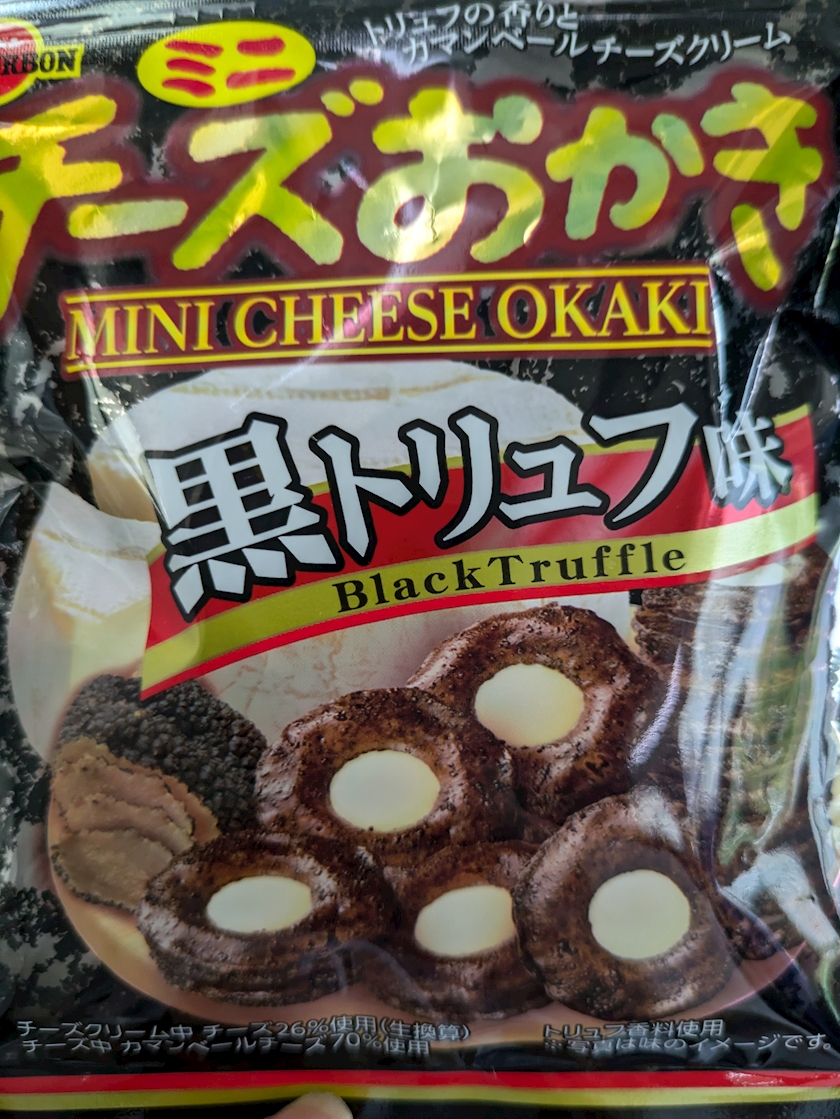 RBON
ミニ
トリュフの香りと
カマンベールチーズクリーム
チーズおかき
MINI CHEESE OKAKI
黒トリュフ味
BlackTruffle
チーズクリーム中 チーズ26%使用(生換算)
チーズ中 カマンベールチーズ70%使用
トリュフ香料使用
※写真は味のイメージです。